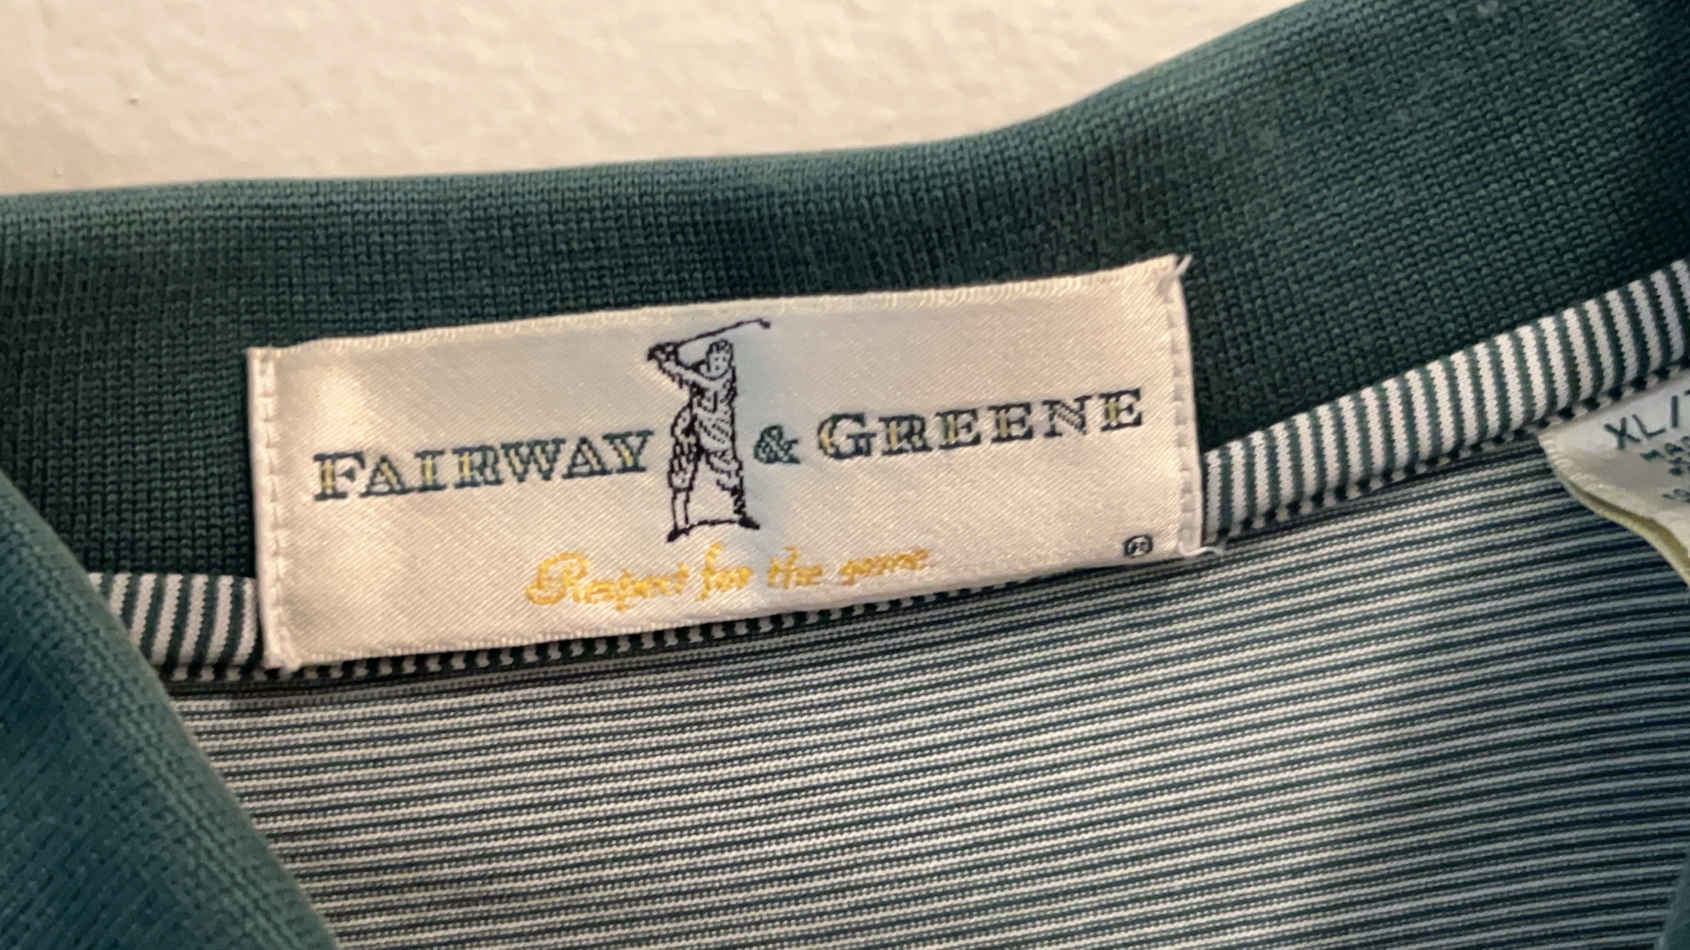 FAIRWAY & GREENE
Respect for the game
®
XL/